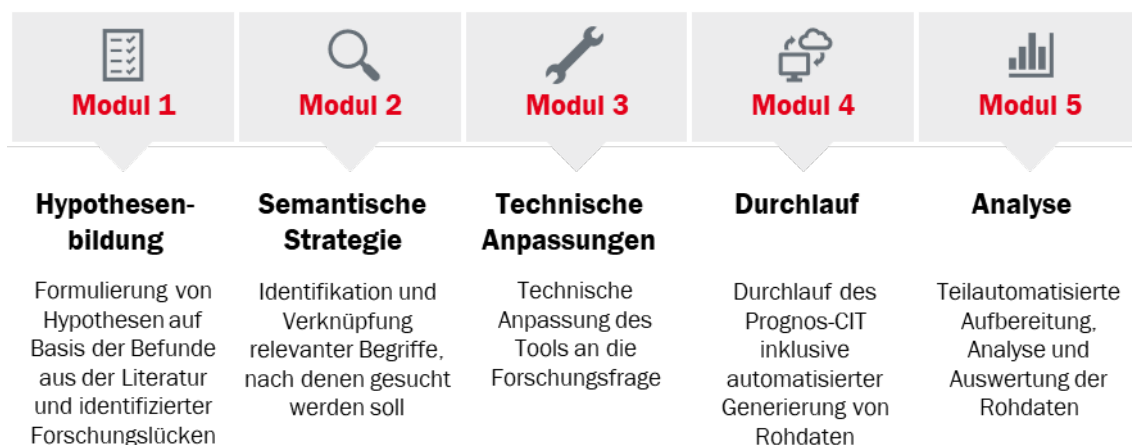 Modul 1
Modul 2
Modul 3
Modul 4
Modul 5
Hypothesen-
bildung
Formulierung von
Hypothesen auf
Basis der Befunde
aus der Literatur
und identifizierter
Forschungslücken
Semantische
Strategie
Identifikation und
Verknüpfung
relevanter Begriffe,
nach denen gesucht
werden soll
Technische
Anpassungen
Technische
Anpassung des
Tools an die
Forschungsfrage
Durchlauf
Durchlauf des
Prognos-CIT
inklusive
automatisierter
Generierung von
Rohdaten
Analyse
Teilautomatisierte
Aufbereitung,
Analyse und
Auswertung der
Rohdaten